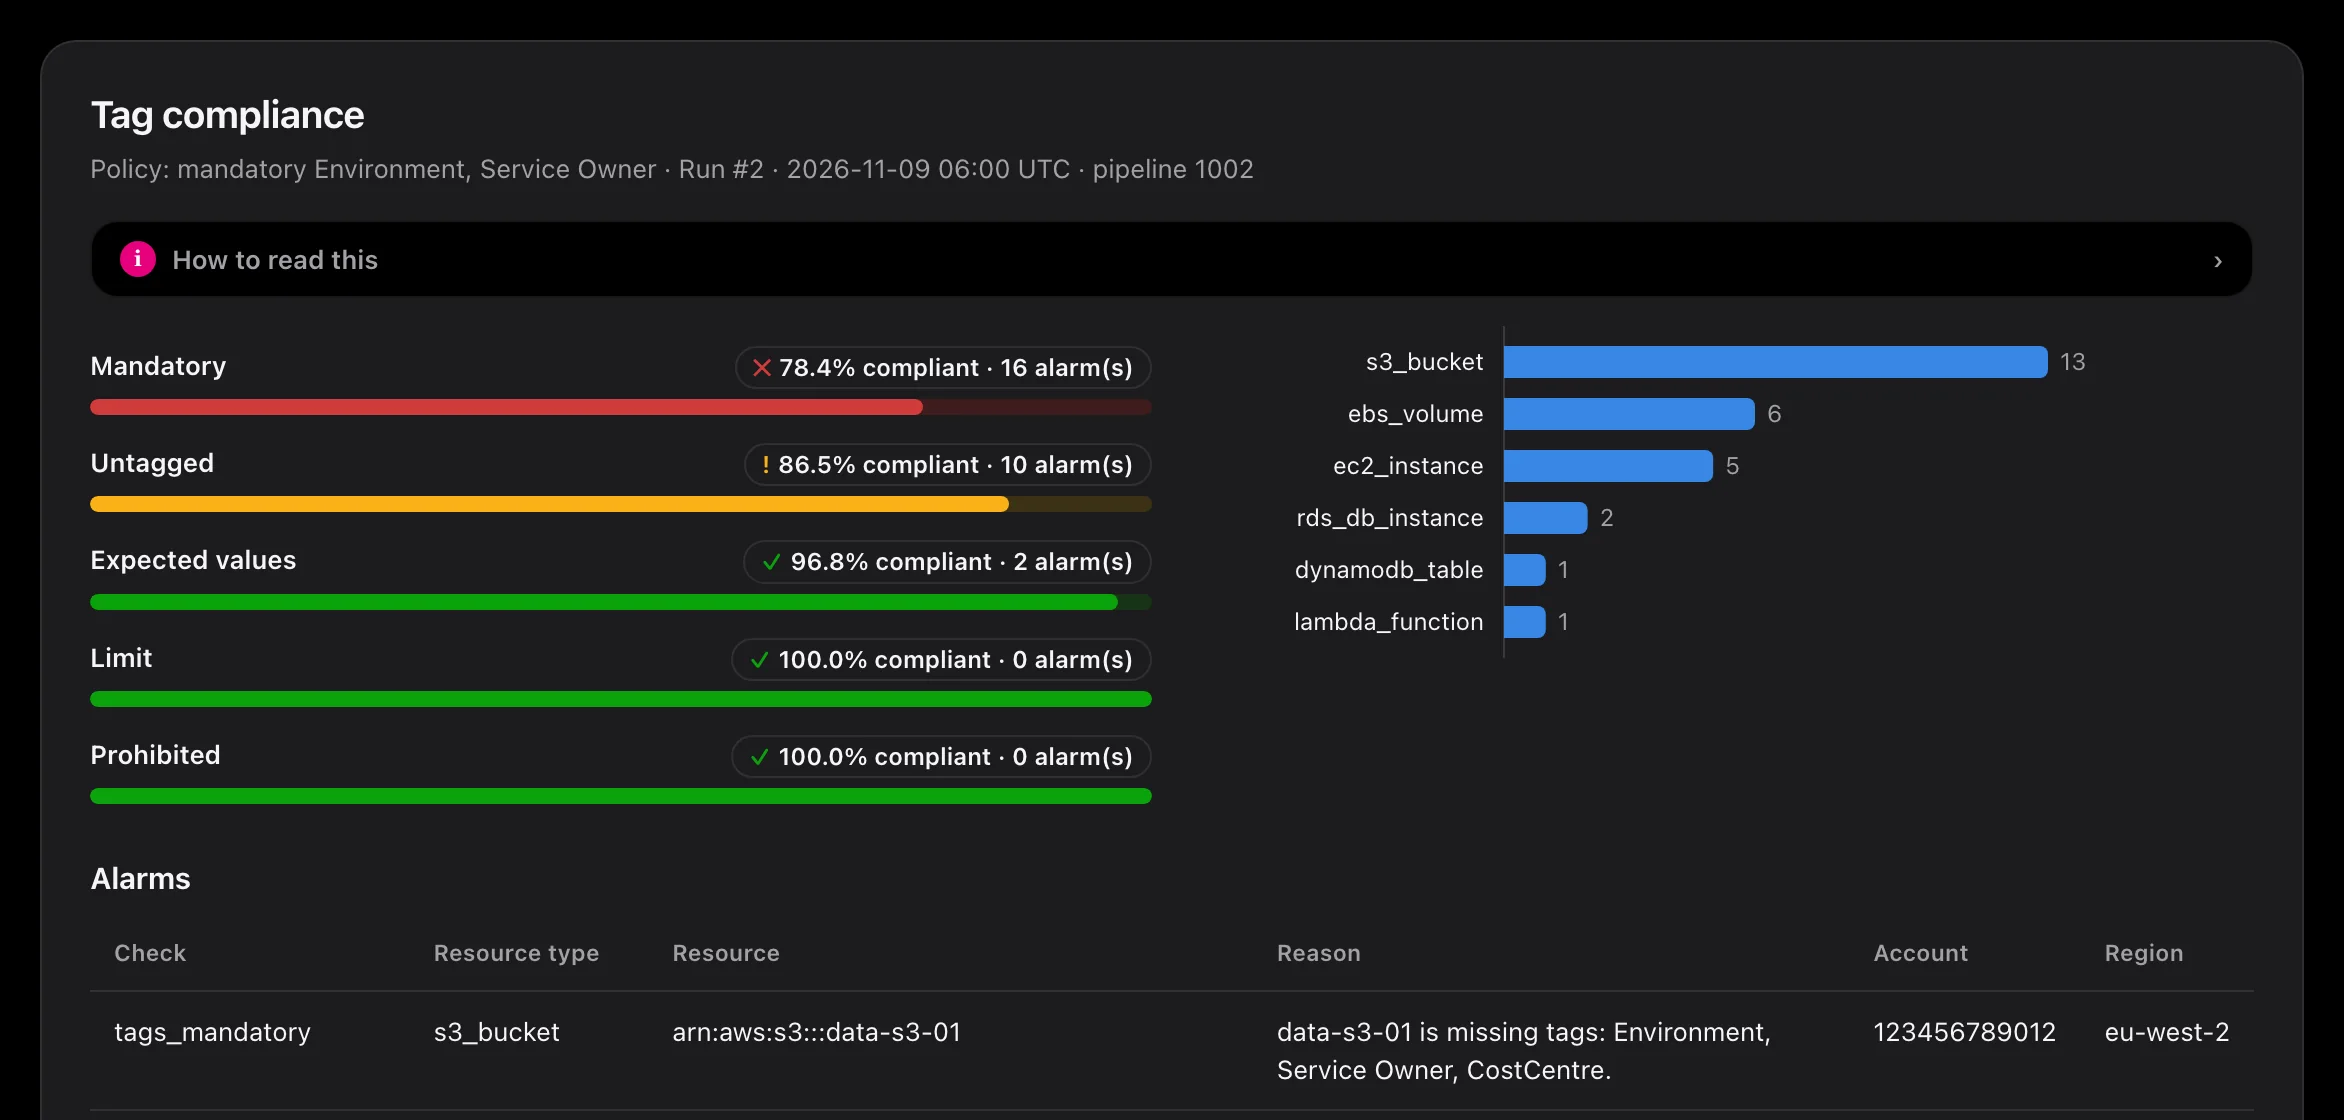 Tag compliance
Policy: mandatory Environment, Service Owner · Run #2 · 2026-11-09 06:00 UTC · pipeline 1002
i How to read this ›
Mandatory ✕ 78.4% compliant · 16 alarm(s)
Untagged ! 86.5% compliant · 10 alarm(s)
Expected values ✓ 96.8% compliant · 2 alarm(s)
Limit ✓ 100.0% compliant · 0 alarm(s)
Prohibited ✓ 100.0% compliant · 0 alarm(s)
s3_bucket 13
ebs_volume 6
ec2_instance 5
rds_db_instance 2
dynamodb_table 1
lambda_function 1
Alarms
Check Resource type Resource Reason Account Region
tags_mandatory s3_bucket arn:aws:s3:::data-s3-01 data-s3-01 is missing tags: Environment, 123456789012 eu-west-2
Service Owner, CostCentre.